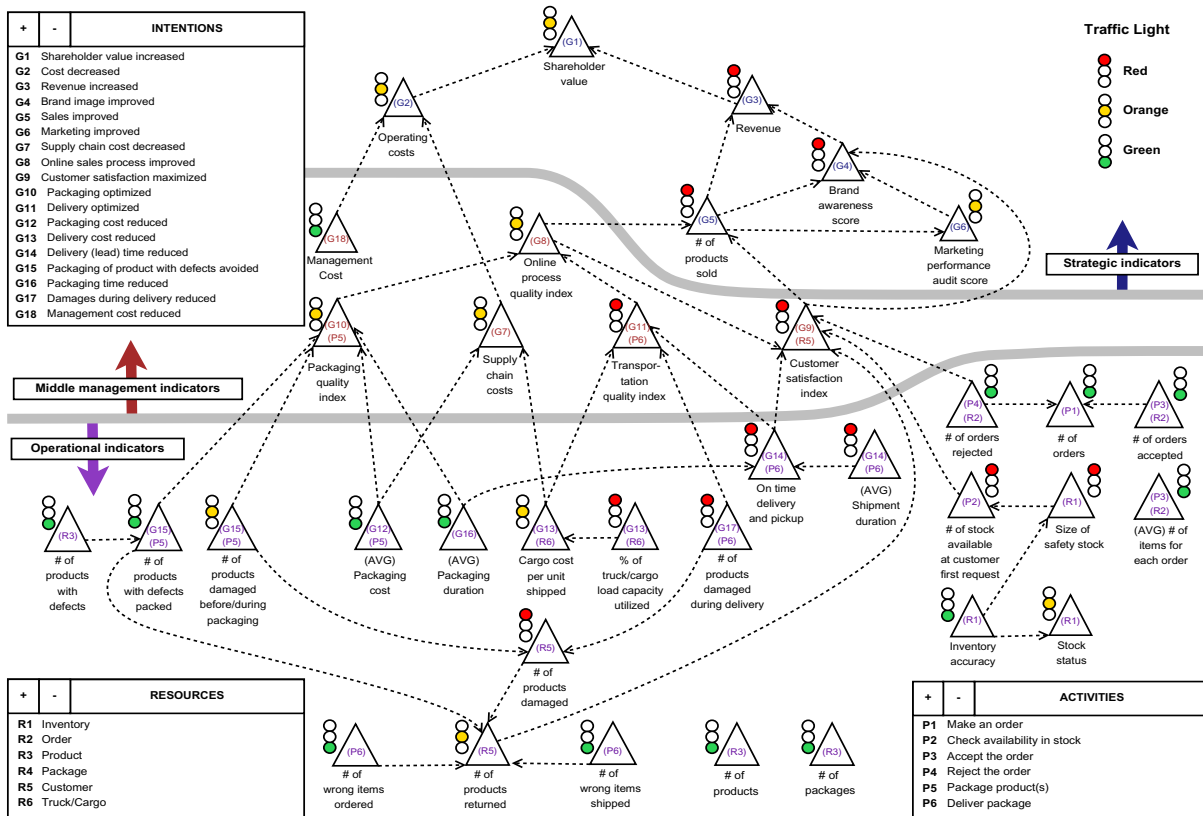 + - INTENTIONS
G1 Shareholder value increased
G2 Cost decreased
G3 Revenue increased
G4 Brand image improved
G5 Sales improved
G6 Marketing improved
G7 Supply chain cost decreased
G8 Online sales process improved
G9 Customer satisfaction maximized
G10 Packaging optimized
G11 Delivery optimized
G12 Packaging cost reduced
G13 Delivery cost reduced
G14 Delivery (lead) time reduced
G15 Packaging of product with defects avoided
G16 Packaging time reduced
G17 Damages during delivery reduced
G18 Management cost reduced
(G1)
Shareholder
value
(G2)
Operating
costs
(G3)
Revenue
(G4)
Brand
awareness
score
Traffic Light
Red
Orange
Green
(G18)
Management
Cost
(G8)
Online
process
quality index
(G5)
# of
products
sold
(G6)
Marketing
performance
audit score
Strategic indicators
(G10)
(P5)
Packaging
quality
index
(G7)
Supply
chain
costs
(G11)
(P6)
Transpor-
tation
quality index
(G9)
(R5)
Customer
satisfaction
index
Middle management indicators
Operational indicators
(P4)
(R2)
# of orders
rejected
(P1)
# of
orders
(P3)
(R2)
# of orders
accepted
(G14)
(P6)
On time
delivery
and pickup
(G14)
(P6)
(AVG)
Shipment
duration
(P2)
# of stock
available
at customer
first request
(R1)
Size of
safety stock
(P3)
(R2)
(AVG) # of
items for
each order
(R3)
# of
products
with
defects
(G15)
(P5)
# of
products
with defects
packed
(G15)
(P5)
# of
products
damaged
before/during
packaging
(G12)
(P5)
(AVG)
Packaging
cost
(G16)
(AVG)
Packaging
duration
(G13)
(R6)
Cargo cost
per unit
shipped
(G13)
(R6)
% of
truck/cargo
load capacity
utilized
(G17)
(P6)
# of
products
damaged
during delivery
(R1)
Inventory
accuracy
(R1)
Stock
status
(R5)
# of
products
damaged
+ - RESOURCES
R1 Inventory
R2 Order
R3 Product
R4 Package
R5 Customer
R6 Truck/Cargo
(P6)
# of
wrong items
ordered
(R5)
# of
products
returned
(P6)
# of
wrong items
shipped
(R3)
# of
products
(R3)
# of
packages
+ - ACTIVITIES
P1 Make an order
P2 Check availability in stock
P3 Accept the order
P4 Reject the order
P5 Package product(s)
P6 Deliver package